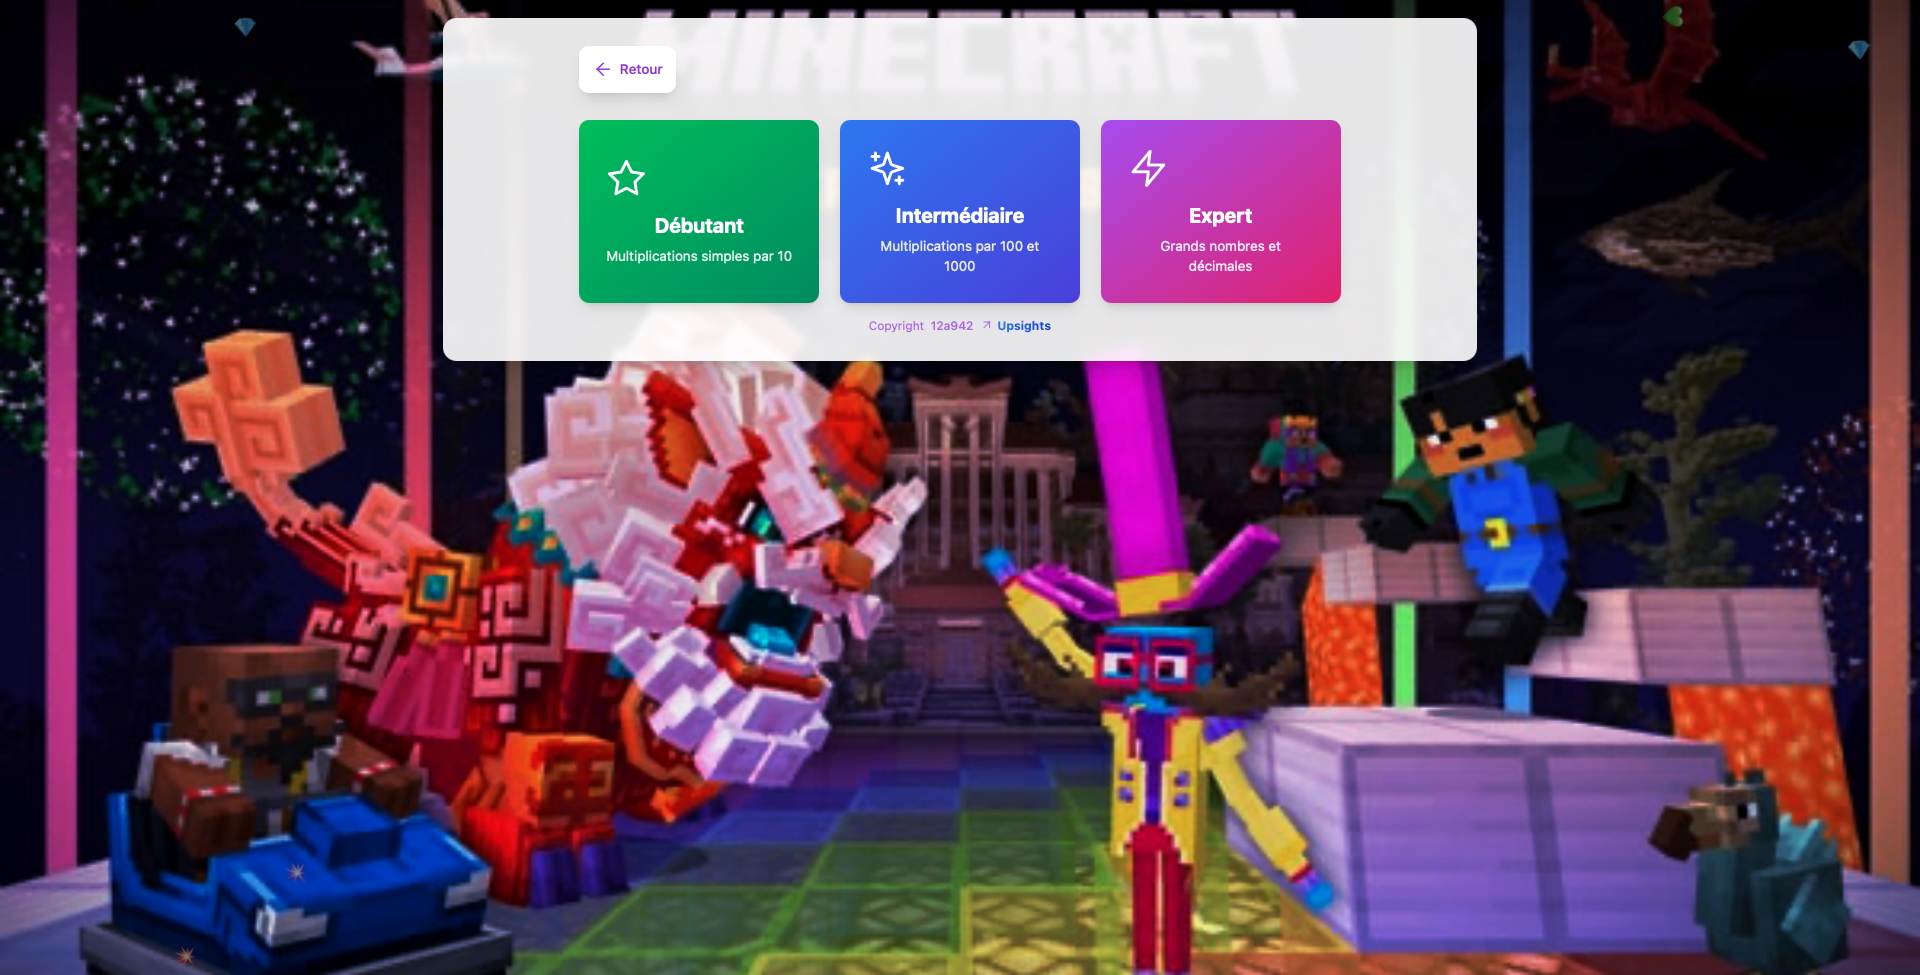 MINECRAFT
Retour
Débutant
Multiplications simples par 10
Intermédiaire
Multiplications par 100 et
1000
Expert
Grands nombres et
décimales
Copyright 12a942 Upsights